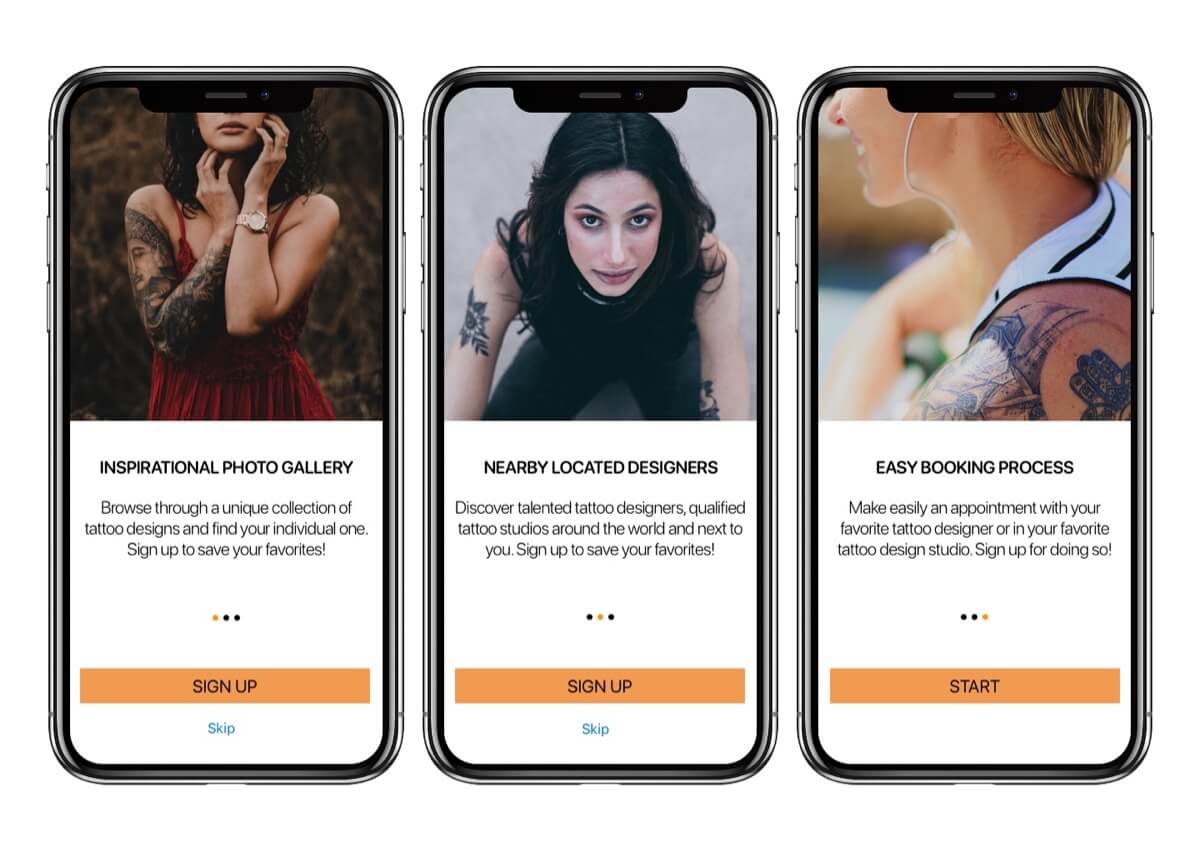 INSPIRATIONAL PHOTO GALLERY
Browse through a unique collection of
tattoo designs and find your individual one.
Sign up to save your favorites!
SIGN UP
Skip
NEARBY LOCATED DESIGNERS
Discover talented tattoo designers, qualified
tattoo studios around the world and next to
you. Sign up to save your favorites!
SIGN UP
Skip
EASY BOOKING PROCESS
Make easily an appointment with your
favorite tattoo designer or in your favorite
tattoo design studio. Sign up for doing so!
START